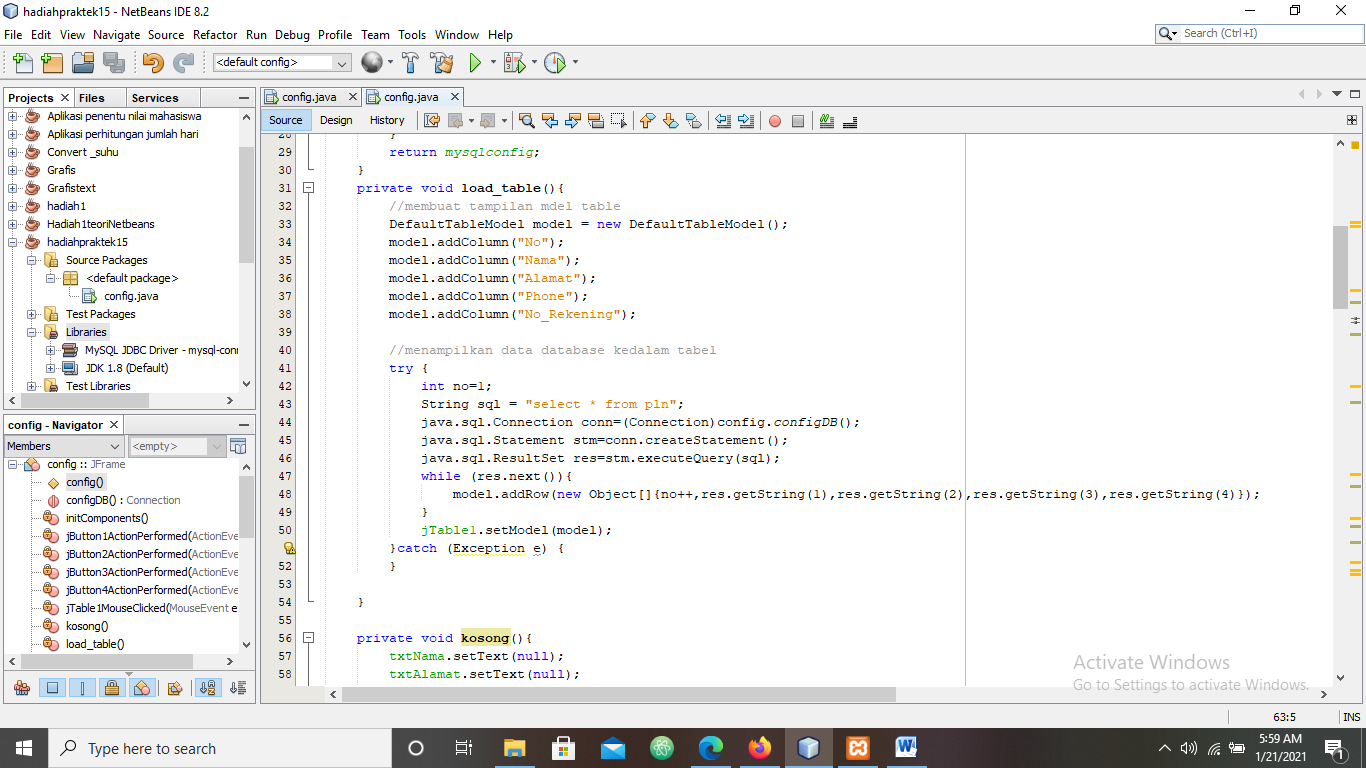 hadiahpraktek15 - NetBeans IDE 8.2
File Edit View Navigate Source Refactor Run Debug Profile Team Tools Window Help
Search (Ctrl+I)
<default config>
Projects Files Services
Aplikasi penentu nilai mahasiswa
Aplikasi perhitungan jumlah hari
Convert _suhu
Grafis
Grafistext
hadiah1
Hadiah1teoriNetbeans
hadiahpraktek15
Source Packages
<default package>
config.java
Test Packages
Libraries
MySQL JDBC Driver - mysql-conn
JDK 1.8 (Default)
Test Libraries
config - Navigator
Members <empty>
config :: JFrame
config()
configDB() : Connection
initComponents()
jButton1ActionPerformed(ActionEve
jButton2ActionPerformed(ActionEve
jButton3ActionPerformed(ActionEve
jButton4ActionPerformed(ActionEve
jTable1MouseClicked(MouseEvent e
kosong()
load_table()
config.java config.java
Source Design History
28 }
29 return mysqlconfig;
30 }
31 private void load_table(){
32 //membuat tampilan mdel table
33 DefaultTableModel model = new DefaultTableModel();
34 model.addColumn("No");
35 model.addColumn("Nama");
36 model.addColumn("Alamat");
37 model.addColumn("Phone");
38 model.addColumn("No_Rekening");
39
40 //menampilkan data database kedalam tabel
41 try {
42 int no=1;
43 String sql = "select * from pln";
44 java.sql.Connection conn=(Connection)config.configDB();
45 java.sql.Statement stm=conn.createStatement();
46 java.sql.ResultSet res=stm.executeQuery(sql);
47 while (res.next()){
48 model.addRow(new Object[]{no++,res.getString(1),res.getString(2),res.getString(3),res.getString(4)});
49 }
50 jTable1.setModel(model);
}catch (Exception e) {
52 }
53
54 }
55
56 private void kosong(){
57 txtNama.setText(null);
58 txtAlamat.setText(null);
Activate Windows
Go to Settings to activate Windows.
63:5 INS
Type here to search
5:59 AM
1/21/2021
1